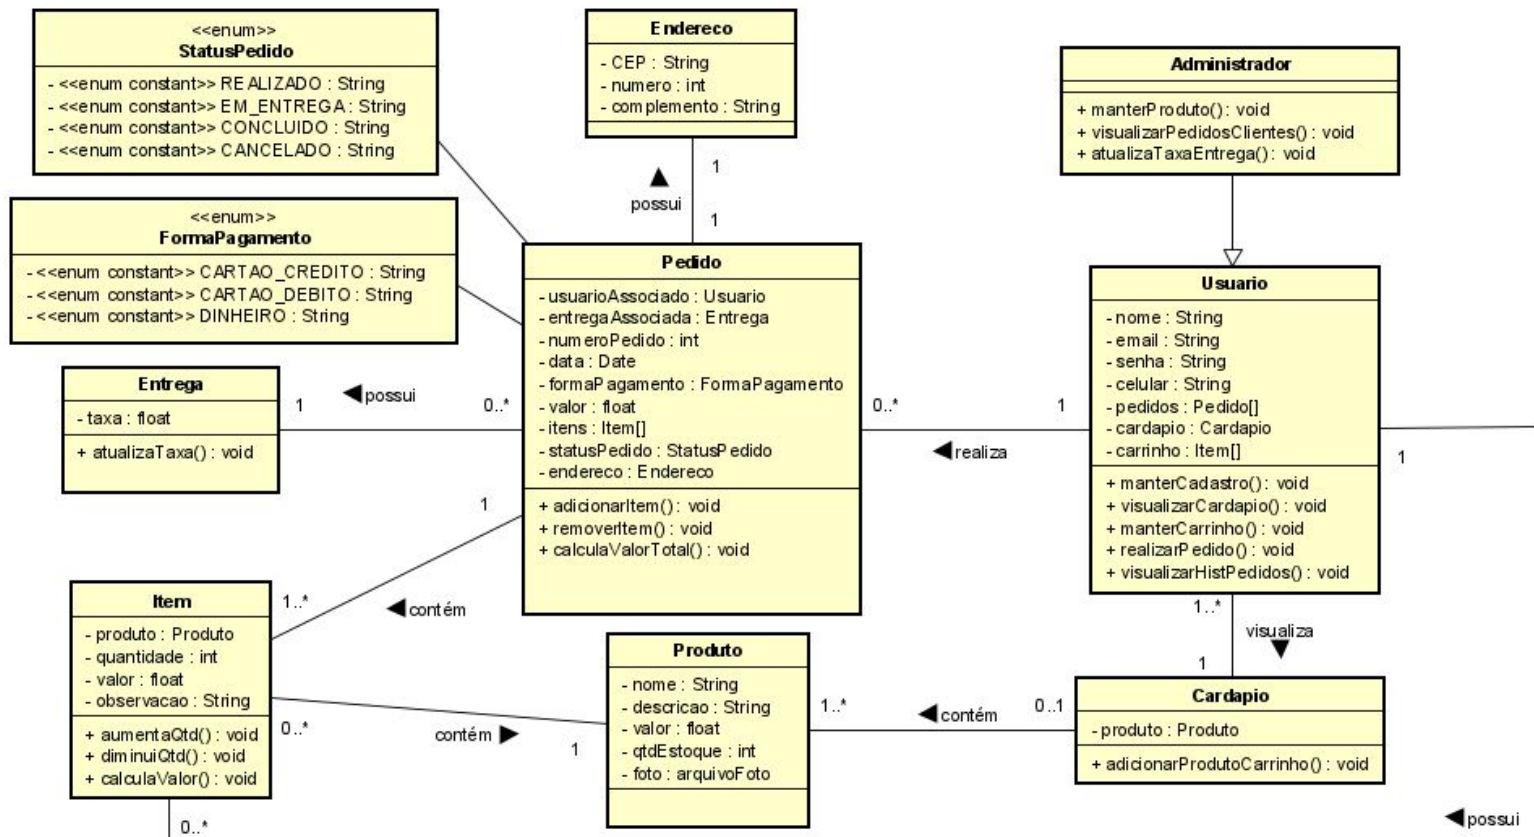 <<enum>>
StatusPedido
- <<enum constant>> REALIZADO : String
- <<enum constant>> EM_ENTREGA : String
- <<enum constant>> CONCLUIDO : String
- <<enum constant>> CANCELADO : String
Endereco
- CEP : String
- numero : int
- complemento : String
Administrador
+ manterProduto() : void
+ visualizarPedidosClientes() : void
+ atualizaTaxaEntrega() : void
1
possui
1
<<enum>>
FormaPagamento
- <<enum constant>> CARTAO_CREDITO : String
- <<enum constant>> CARTAO_DEBITO : String
- <<enum constant>> DINHEIRO : String
Pedido
- usuarioAssociado : Usuario
- entregaAssociada : Entrega
- numeroPedido : int
- data : Date
- formaPagamento : FormaPagamento
- valor : float
- itens : Item[]
- statusPedido : StatusPedido
- endereco : Endereco
+ adicionarItem() : void
+ removerItem() : void
+ calculaValorTotal() : void
Usuario
- nome : String
- email : String
- senha : String
- celular : String
- pedidos : Pedido[]
- cardapio : Cardapio
- carrinho : Item[]
+ manterCadastro() : void
+ visualizarCardapio() : void
+ manterCarrinho() : void
+ realizarPedido() : void
+ visualizarHistPedidos() : void
Entrega
- taxa : float
+ atualizaTaxa() : void
1
possui
0..*
0..*
realiza
1
1
1
contém
1..*
Item
- produto : Produto
- quantidade : int
- valor : float
- observacao : String
+ aumentaQtd() : void
+ diminuiQtd() : void
+ calculaValor() : void
0..*
contém
1
Produto
- nome : String
- descricao : String
- valor : float
- qtdEstoque : int
- foto : arquivoFoto
1..*
contém
0..1
1..*
visualiza
1
Cardapio
- produto : Produto
+ adicionarProdutoCarrinho() : void
0..*
possui